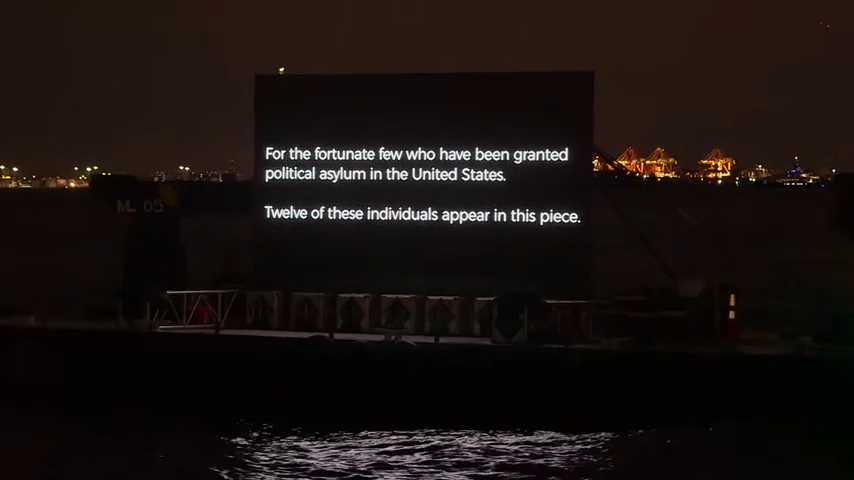 For the fortunate few who have been granted
political asylum in the United States.
Twelve of these individuals appear in this piece.
ML 05